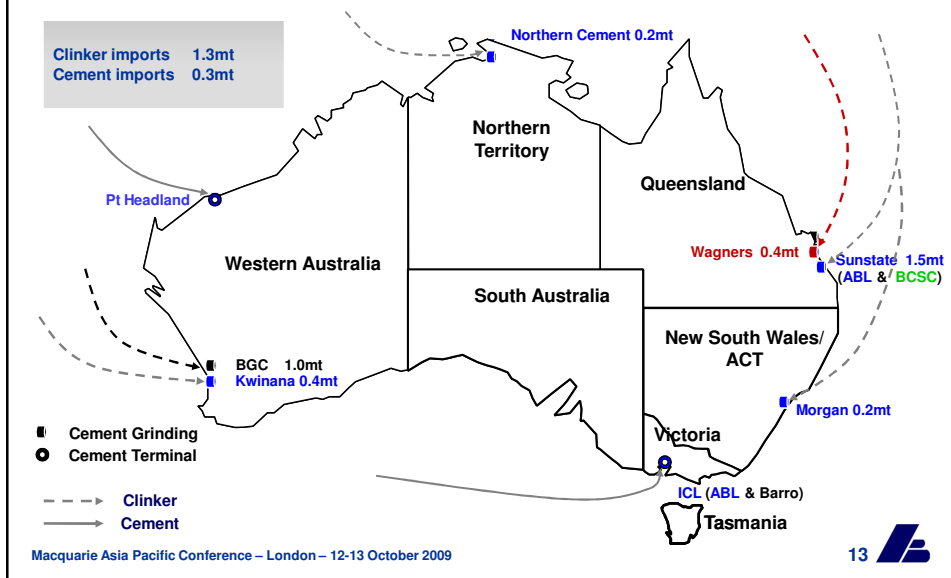 Clinker imports 1.3mt
Cement imports 0.3mt
Northern Cement 0.2mt
Northern
Territory
Queensland
Pt Headland
Wagners 0.4mt
Western Australia
Sunstate 1.5mt
(ABL & BCSC)
South Australia
New South Wales/
ACT
BGC 1.0mt
Kwinana 0.4mt
Morgan 0.2mt
Cement Grinding
Cement Terminal
Victoria
ICL (ABL & Barro)
Clinker
Cement
Tasmania
Macquarie Asia Pacific Conference – London – 12-13 October 2009
13